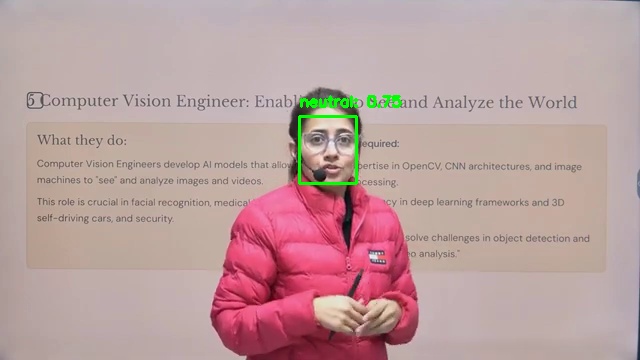 5 Computer Vision Engineer: Enabl
neutral: 0.75
and Analyze the World
What they do:
Computer Vision Engineers develop AI models that allow
machines to "see" and analyze images and videos.
This role is crucial in facial recognition, medical
self-driving cars, and security.
equired:
pertise in OpenCV, CNN architectures, and image
cessing.
cy in deep learning frameworks and 3D
solve challenges in object detection and
eo analysis."